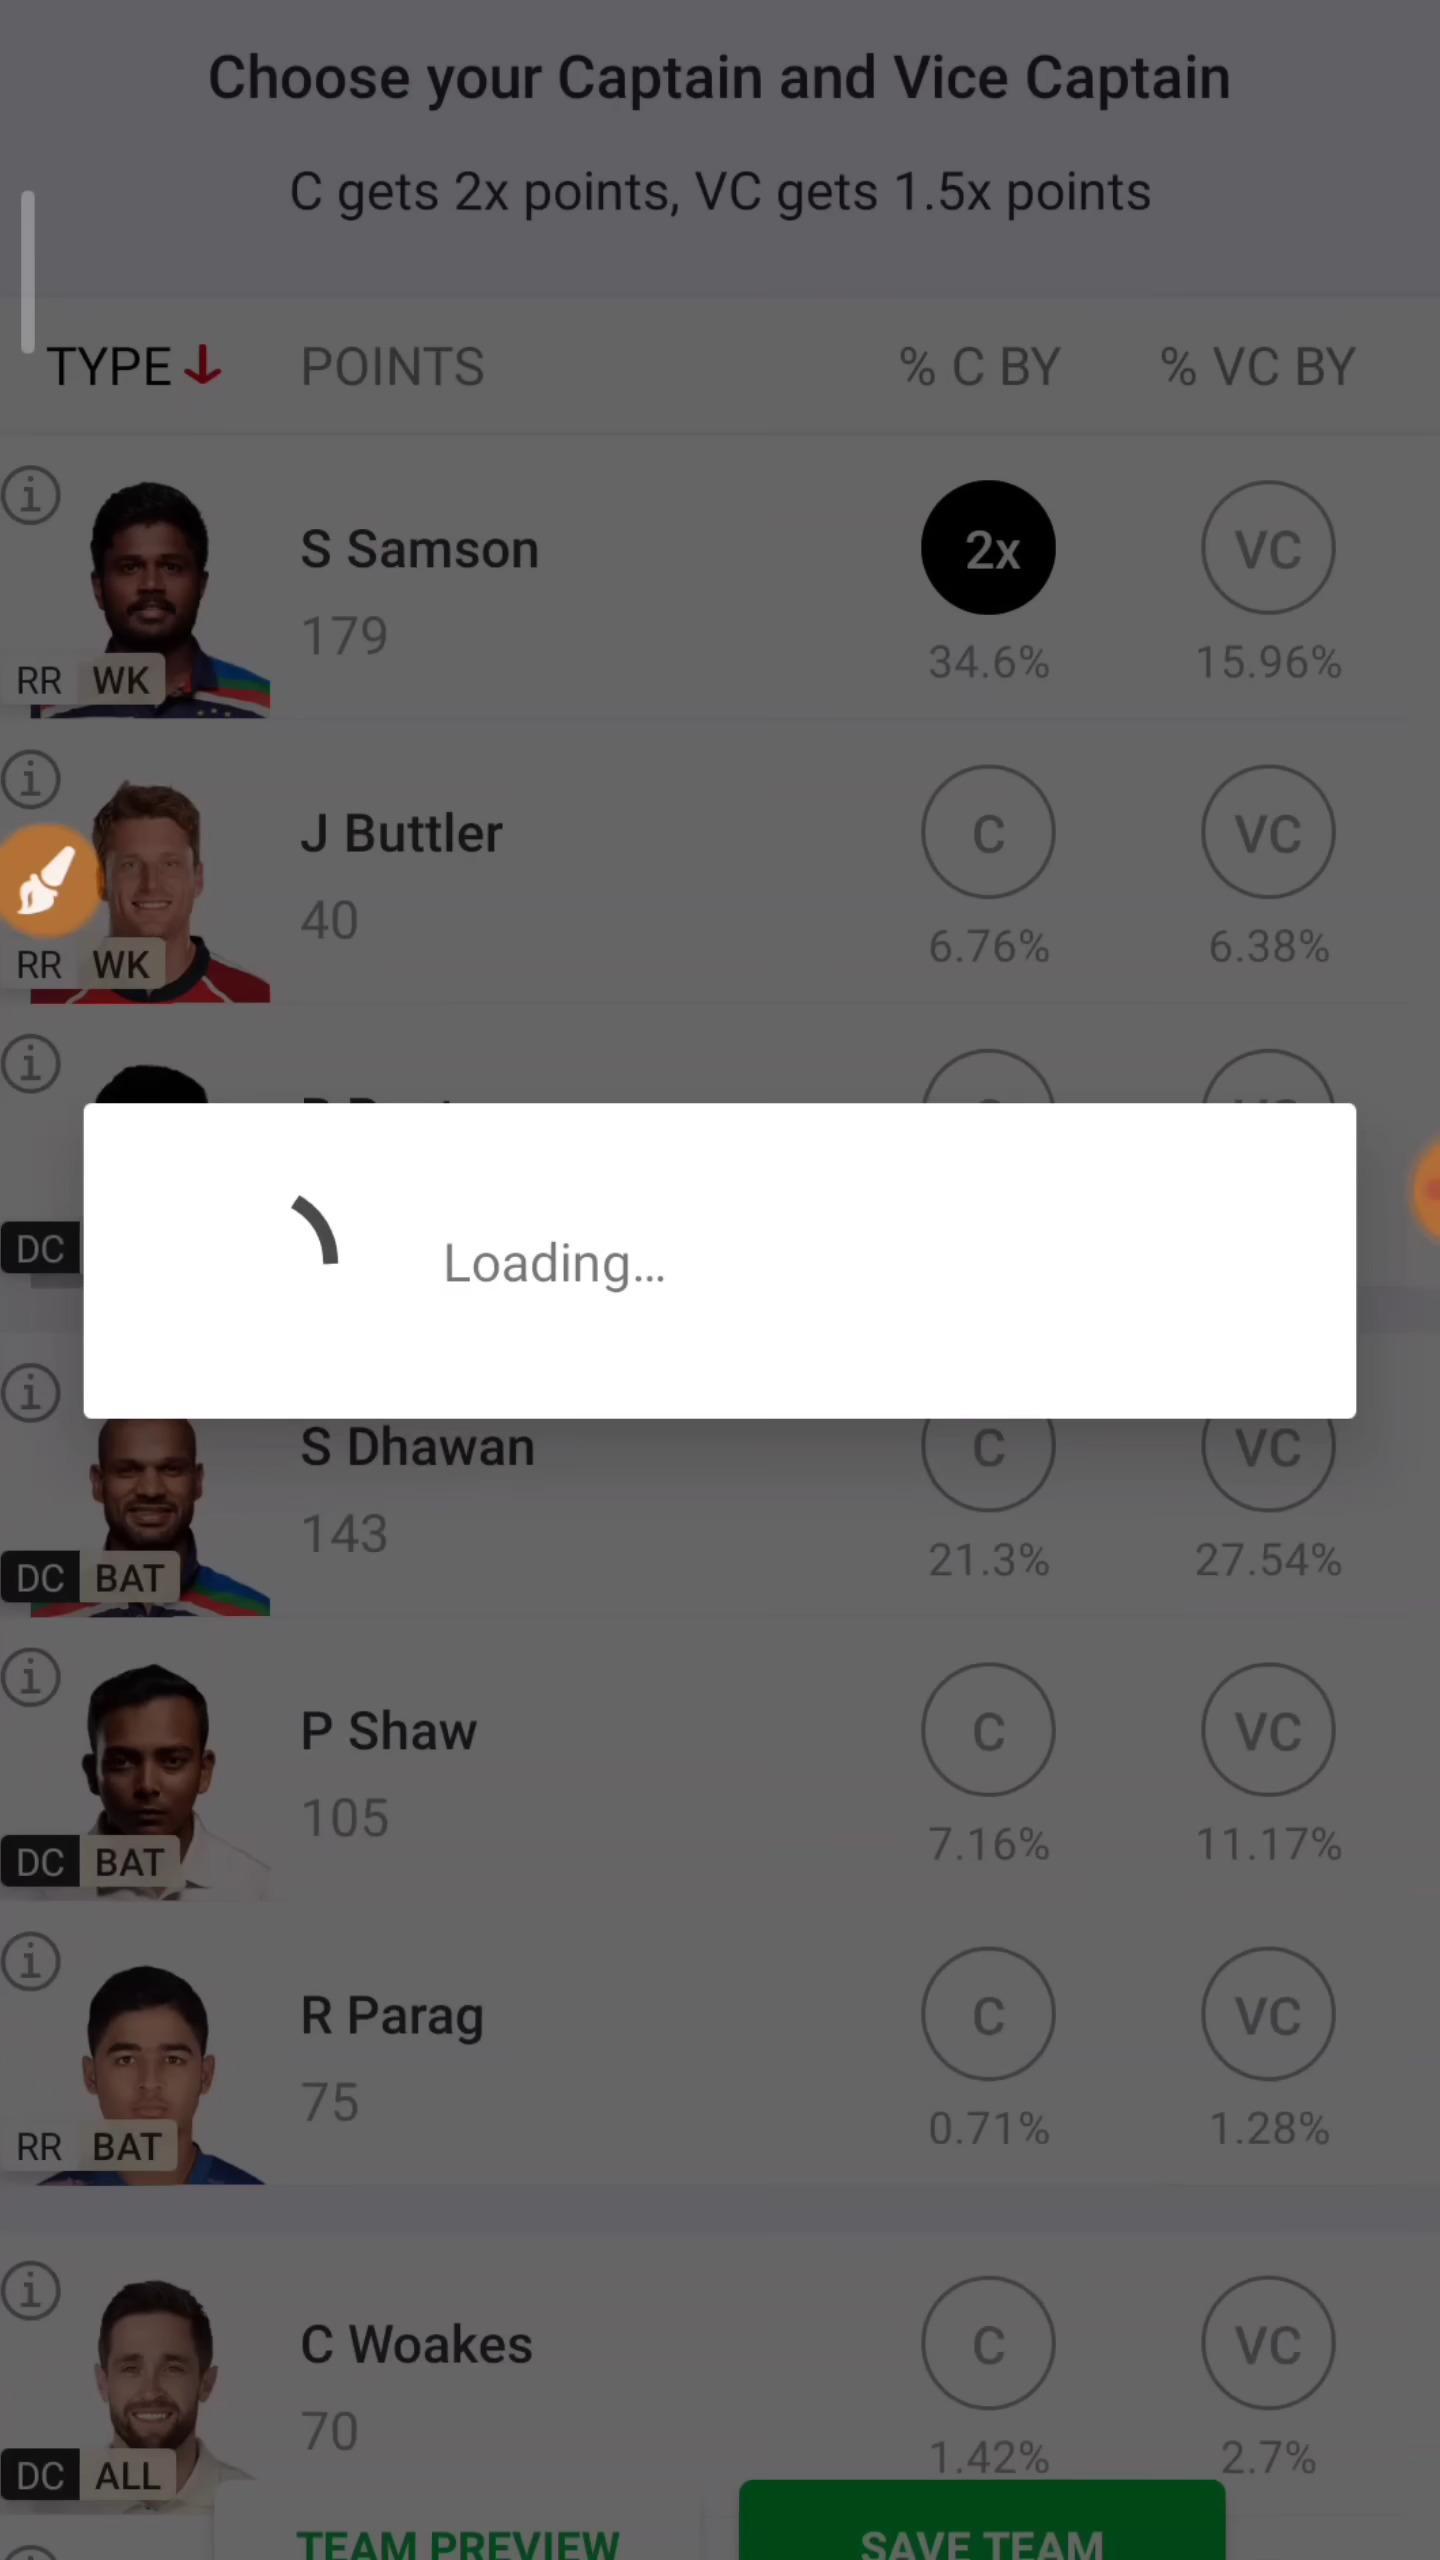 Choose your Captain and Vice Captain
C gets 2x points, VC gets 1.5x points
TYPE POINTS % C BY % VC BY
S Samson
179
RR WK
2x
34.6%
VC
15.96%
J Buttler
40
RR WK
C
6.76%
VC
6.38%
DC
Loading...
S Dhawan
143
DC BAT
C
21.3%
VC
27.54%
P Shaw
105
DC BAT
C
7.16%
VC
11.17%
R Parag
75
RR BAT
C
0.71%
VC
1.28%
C Woakes
70
DC ALL
C
1.42%
VC
2.7%
TEAM PREVIEW SAVE TEAM